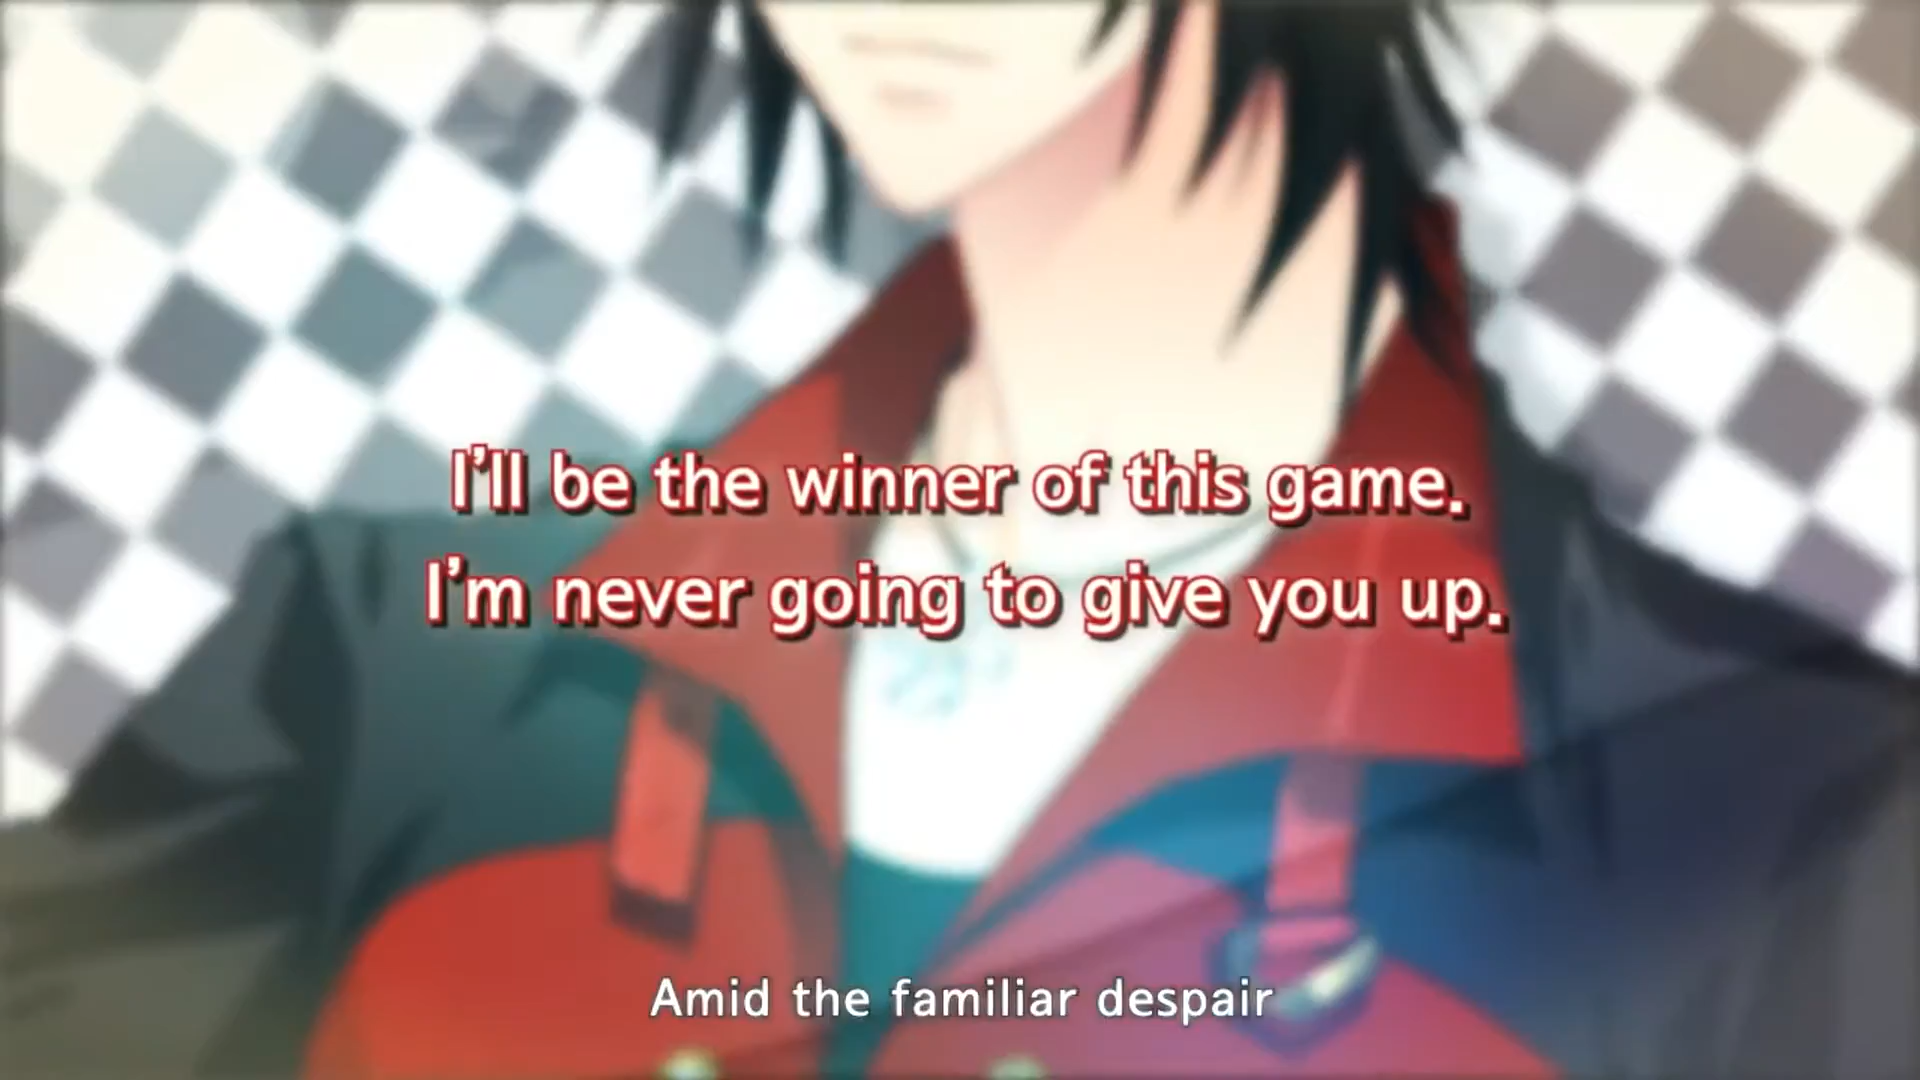 I'll be the winner of this game.
I'm never going to give you up.
Amid the familiar despair